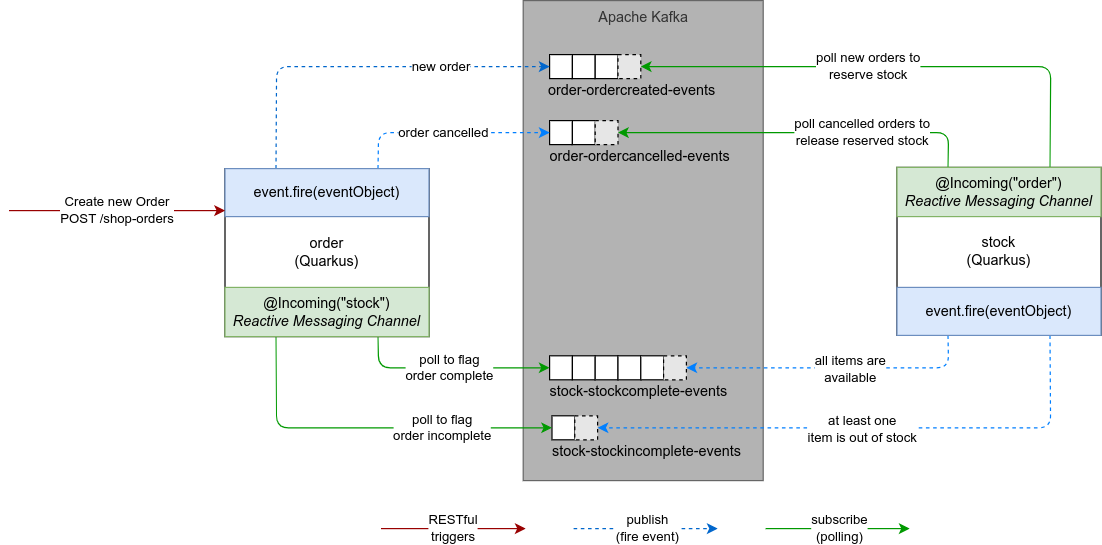 Apache Kafka
new order
order-ordercreated-events
poll new orders to
reserve stock
order cancelled
order-ordercancelled-events
poll cancelled orders to
release reserved stock
Create new Order
POST /shop-orders
event.fire(eventObject)
order
(Quarkus)
@Incoming("stock")
Reactive Messaging Channel
@Incoming("order")
Reactive Messaging Channel
stock
(Quarkus)
event.fire(eventObject)
poll to flag
order complete
stock-stockcomplete-events
all items are
available
poll to flag
order incomplete
stock-stockincomplete-events
at least one
item is out of stock
RESTful
triggers
publish
(fire event)
subscribe
(polling)